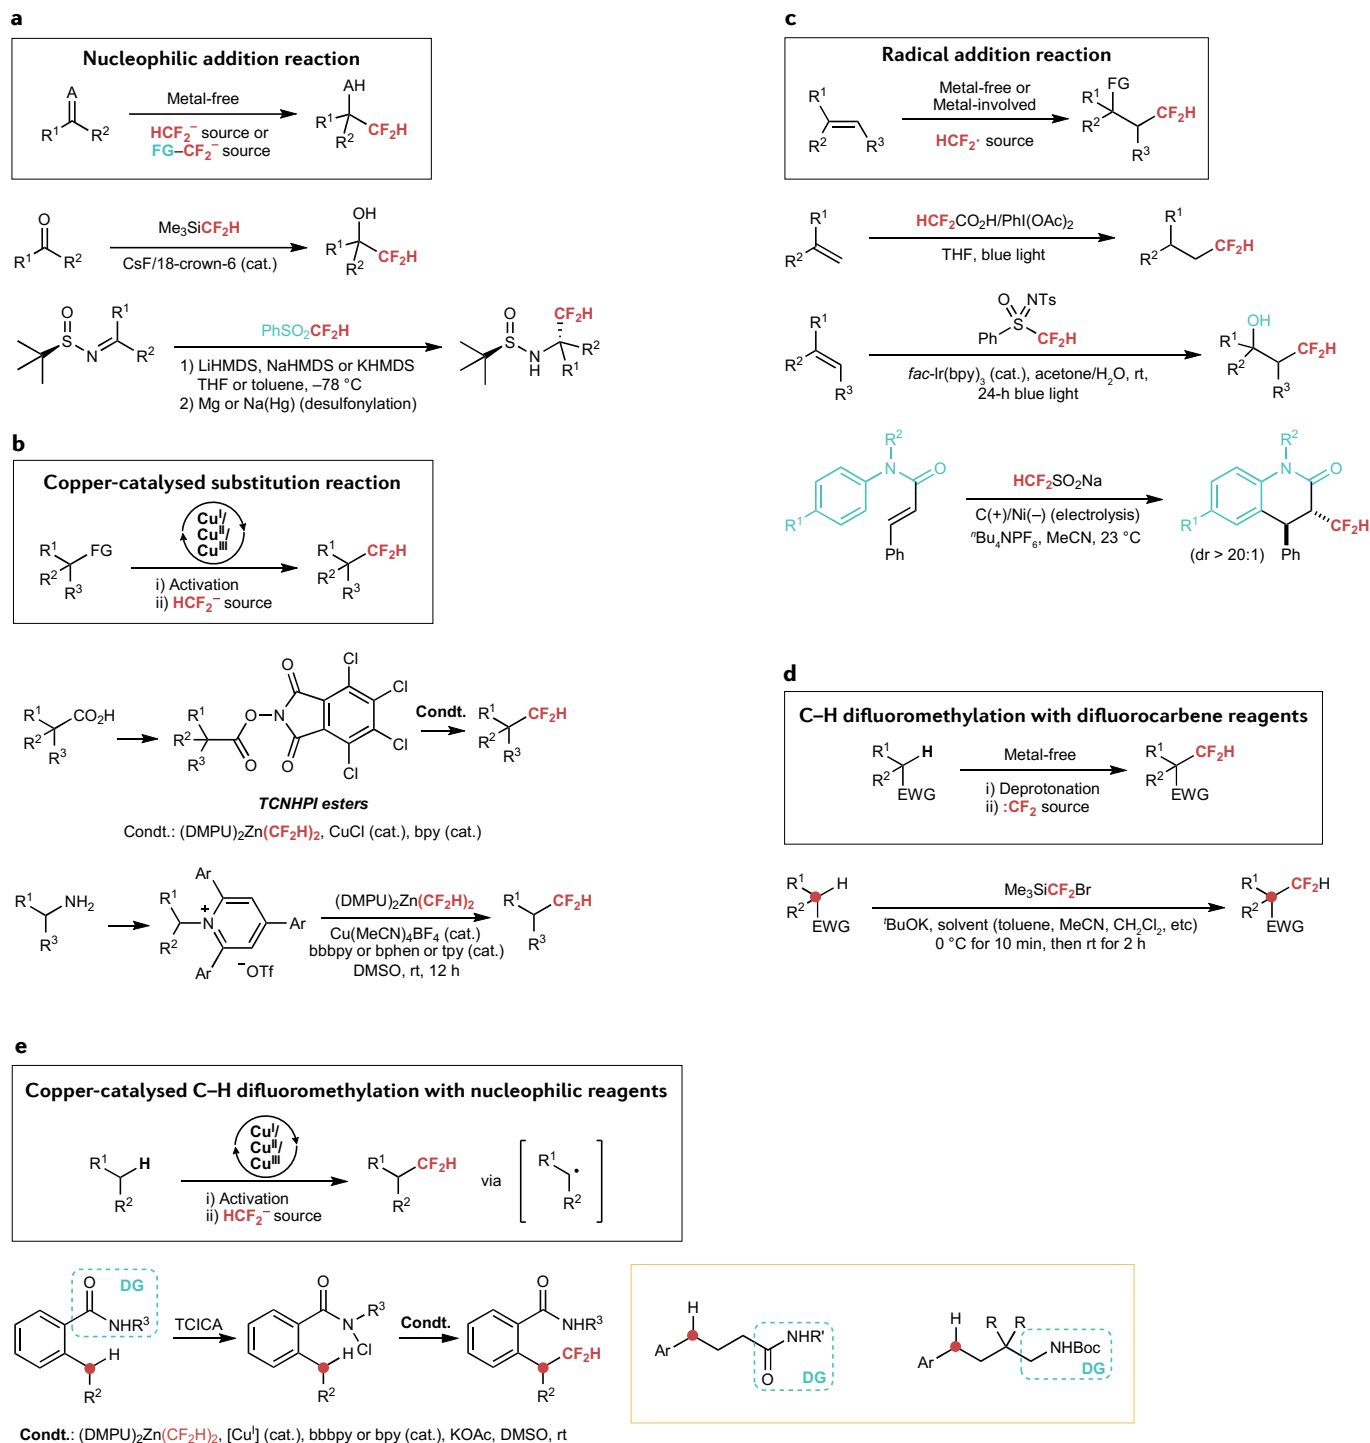 a
Nucleophilic addition reaction
A
R1
R2
Metal-free
HCF2− source or
FG–CF2− source
AH
R1
CF2H
R2
O
R1
R2
Me3SiCF2H
CsF/18-crown-6 (cat.)
OH
R1
CF2H
R2
O
S
N
R1
R2
PhSO2CF2H
1) LiHMDS, NaHMDS or KHMDS
THF or toluene, –78 °C
2) Mg or Na(Hg) (desulfonylation)
O
CF2H
S
N
H
R2
R1
b
Copper-catalysed substitution reaction
R1
FG
R2
R3
CuI/
CuII/
CuIII
i) Activation
ii) HCF2− source
R1
CF2H
R2
R3
R1
CO2H
R2
R3
R1
R2
R3
O
O
N
O
O
Cl
Cl
Cl
Cl
TCNHPI esters
Condt.
R1
CF2H
R2
R3
Condt.: (DMPU)2Zn(CF2H)2, CuCl (cat.), bpy (cat.)
R1
NH2
R3
R1
R2
Ar
N
+
Ar
Ar
−OTf
(DMPU)2Zn(CF2H)2
Cu(MeCN)4BF4 (cat.)
bbbpy or bphen or tpy (cat.)
DMSO, rt, 12 h
R1
CF2H
R3
c
Radical addition reaction
R1
R2
R3
Metal-free or
Metal-involved
HCF2· source
FG
R1
CF2H
R2
R3
R1
R2
HCF2CO2H/PhI(OAc)2
THF, blue light
R1
R2
CF2H
R1
R2
R3
O
NTs
S
Ph
CF2H
fac-Ir(bpy)3 (cat.), acetone/H2O, rt,
24-h blue light
OH
R1
CF2H
R2
R3
R2
N
O
R1
Ph
HCF2SO2Na
C(+)/Ni(–) (electrolysis)
nBu4NPF6, MeCN, 23 °C
R2
N
O
R1
CF2H
Ph
(dr > 20:1)
d
C–H difluoromethylation with difluorocarbene reagents
R1
H
R2
EWG
Metal-free
i) Deprotonation
ii) :CF2 source
R1
CF2H
R2
EWG
R1
H
R2
EWG
Me3SiCF2Br
tBuOK, solvent (toluene, MeCN, CH2Cl2, etc)
0 °C for 10 min, then rt for 2 h
R1
CF2H
R2
EWG
e
Copper-catalysed C–H difluoromethylation with nucleophilic reagents
R1
H
R2
CuI/
CuII/
CuIII
i) Activation
ii) HCF2− source
R1
CF2H
R2
via
R1
·
R2
O
DG
NHR3
H
R2
TCICA
O
R3
N
Cl
H
R2
Condt.
O
NHR3
CF2H
R2
H
Ar
NHR'
O
DG
H
R
R
Ar
NHBoc
DG
Condt.: (DMPU)2Zn(CF2H)2, [CuI] (cat.), bbbpy or bpy (cat.), KOAc, DMSO, rt